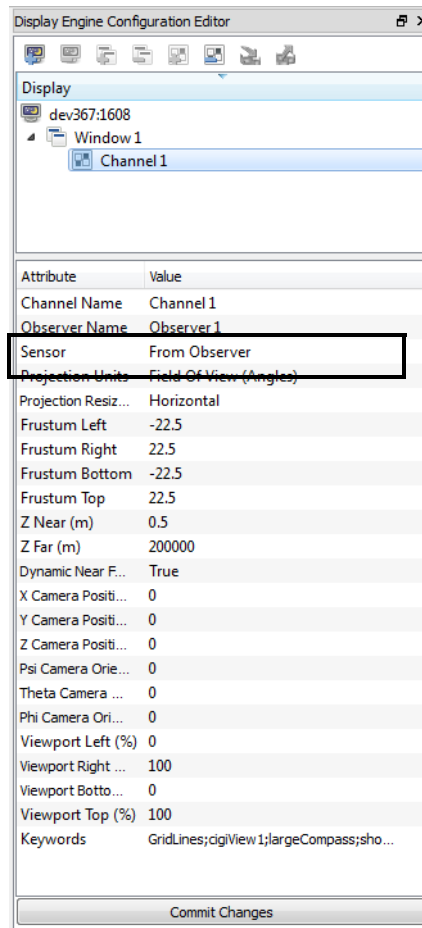 Display Engine Configuration Editor
Display
dev367:1608
Window 1
Channel 1
Attribute Value
Channel Name Channel 1
Observer Name Observer 1
Sensor From Observer
Projection Units Field Of View (Angles)
Projection Resiz... Horizontal
Frustum Left -22.5
Frustum Right 22.5
Frustum Bottom -22.5
Frustum Top 22.5
Z Near (m) 0.5
Z Far (m) 200000
Dynamic Near F... True
X Camera Positi... 0
Y Camera Positi... 0
Z Camera Positi... 0
Psi Camera Orie... 0
Theta Camera ... 0
Phi Camera Ori... 0
Viewport Left (%) 0
Viewport Right ... 100
Viewport Botto... 0
Viewport Top (%) 100
Keywords GridLines;cigiView1;largeCompass;sho...
Commit Changes